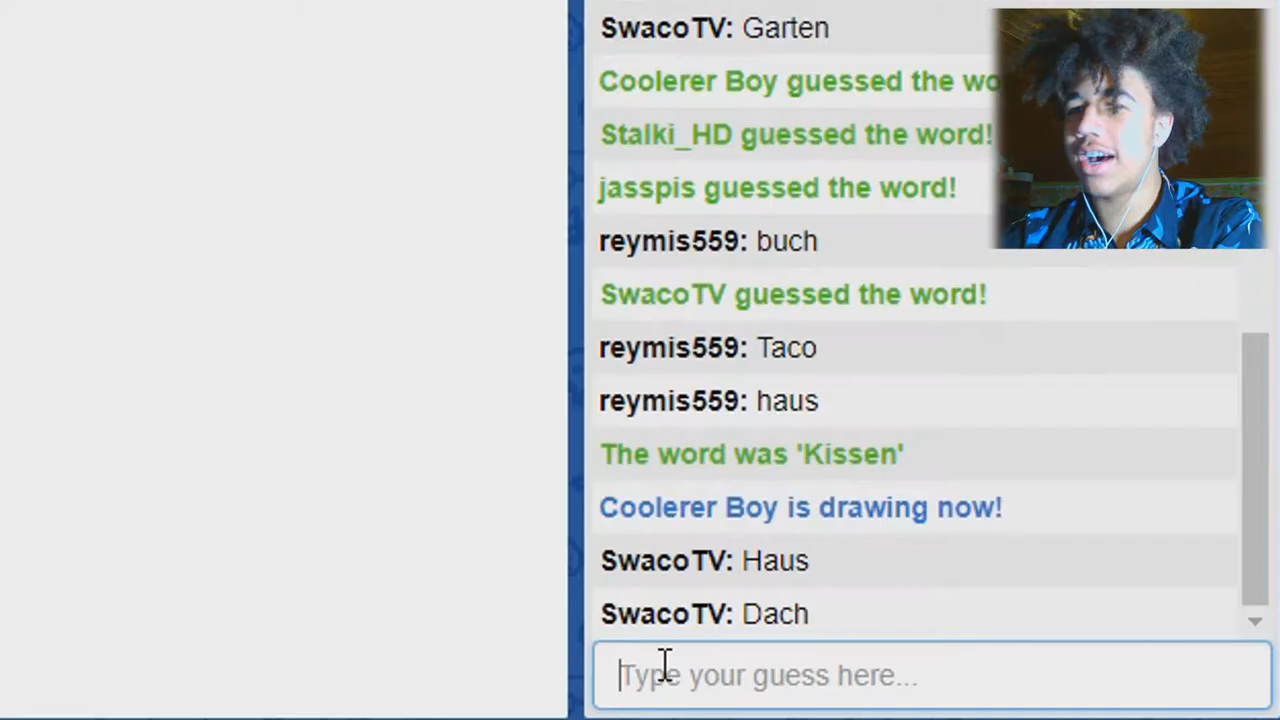 SwacoTV: Garten
Coolerer Boy guessed the wo
Stalki_HD guessed the word!
jasspis guessed the word!
reymis559: buch
SwacoTV guessed the word!
reymis559: Taco
reymis559: haus
The word was 'Kissen'
Coolerer Boy is drawing now!
SwacoTV: Haus
SwacoTV: Dach
Type your guess here...